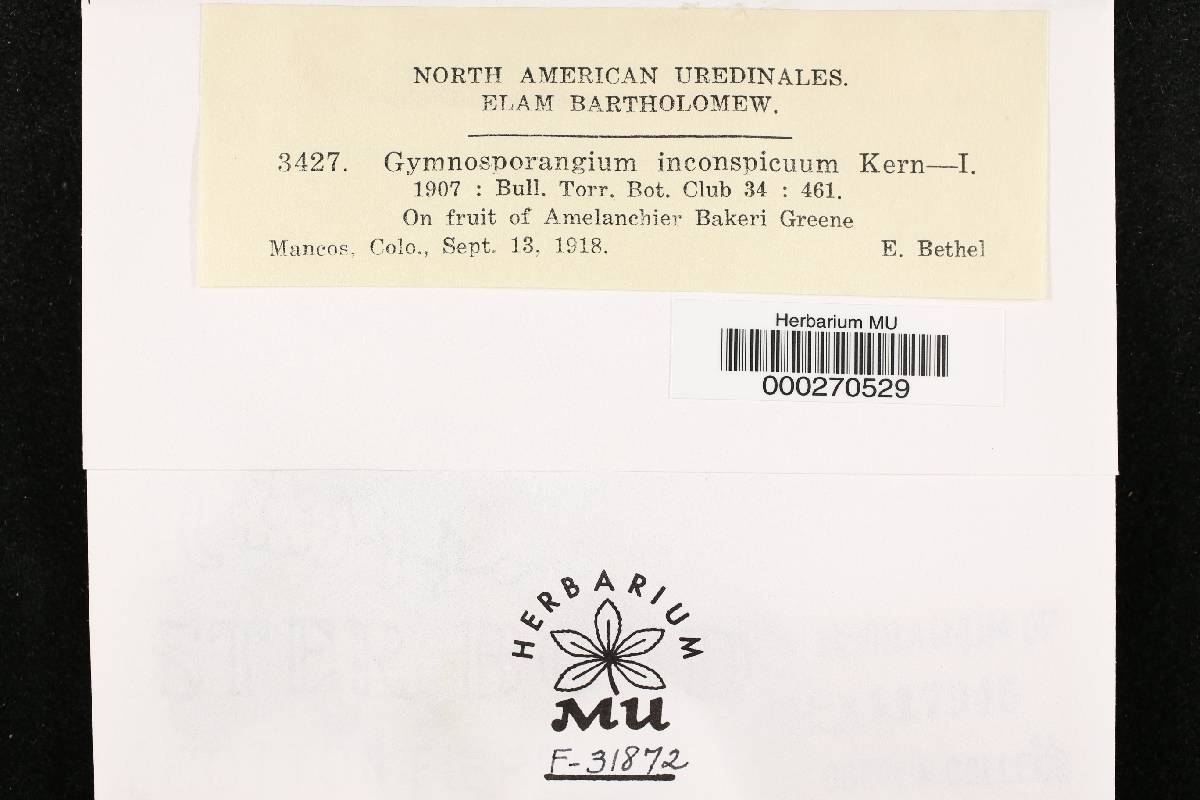 NORTH AMERICAN UREDINALES.
ELAM BARTHOLOMEW.
3427. Gymnosporangium inconspicuum Kern—I.
1907 : Bull. Torr. Bot. Club 34 : 461.
On fruit of Amelanchier Bakeri Greene
Mancos, Colo., Sept. 13, 1918. E. Bethel
Herbarium MU
000270529
HERBARIUM
MU
F-31872